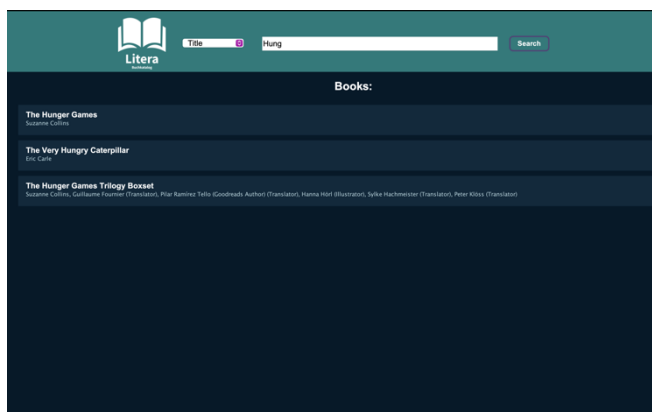 Title
Hung
Search
Litera
Books:
The Hunger Games
Suzanne Collins
The Very Hungry Caterpillar
Eric Carle
The Hunger Games Trilogy Boxset
Suzanne Collins, Guillaume Fournier (Translator), Pilar Ramírez Tello (Goodreads Author) (Translator), Hanna Hörl (Illustrator), Sylke Hachmeister (Translator), Peter Klöss (Translator)